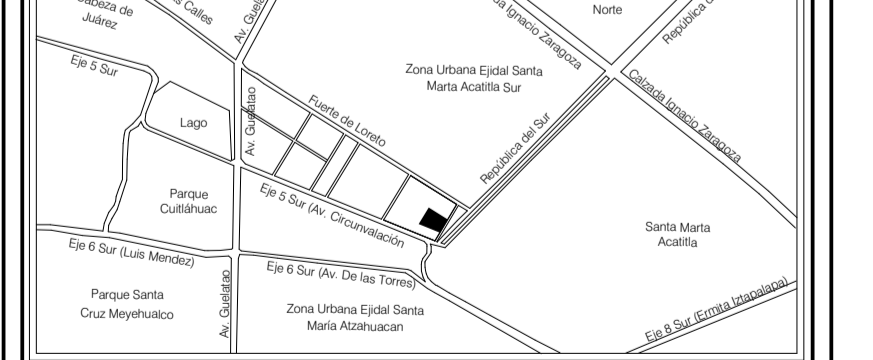 abeza de
Juárez
s Calles
Av. Guela
da Ignacio Zaragoza
Norte
República d
Eje 5 Sur
Zona Urbana Ejidal Santa
Marta Acatitla Sur
Calzada Ignacio Zaragoza
Lago
Av. Guelatao
Fuerte de Loreto
República del Sur
Parque
Cuitláhuac
Eje 5 Sur (Av. Circunvalación
Santa Marta
Acatitla
Eje 6 Sur (Luis Mendez)
Eje 6 Sur (Av. De las Torres)
Parque Santa
Cruz Meyehualco
Av. Guelatao
Zona Urbana Ejidal Santa
María Atzahuacan
Eje 8 Sur (Ermita Iztapalapa)